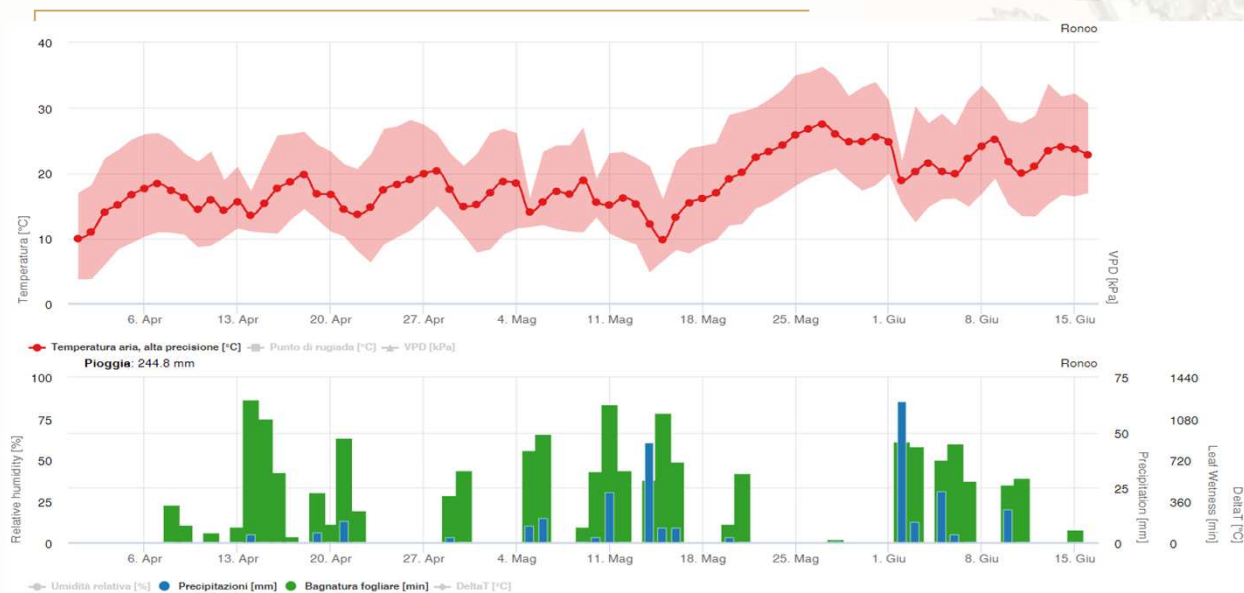 Ronco
40
30
20
10
0
Temperatura [°C]
VPD [kPa]
6. Apr 13. Apr 20. Apr 27. Apr 4. Mag 11. Mag 18. Mag 25. Mag 1. Giu 8. Giu 15. Giu
Temperatura aria, alta precisione [°C] Punto di rugiada [°C] VPD [kPa]
Pioggia: 244.8 mm Ronco
100 75 1440
75 1080
50 50 720
25 25 360
0 0 0
Relative humidity [%]
Precipitation [mm]
Leaf Wetness [min]
DeltaT [°C]
6. Apr 13. Apr 20. Apr 27. Apr 4. Mag 11. Mag 18. Mag 25. Mag 1. Giu 8. Giu 15. Giu
Umidità relativa [%] Precipitazioni [mm] Bagnatura fogliare [min] DeltaT [°C]